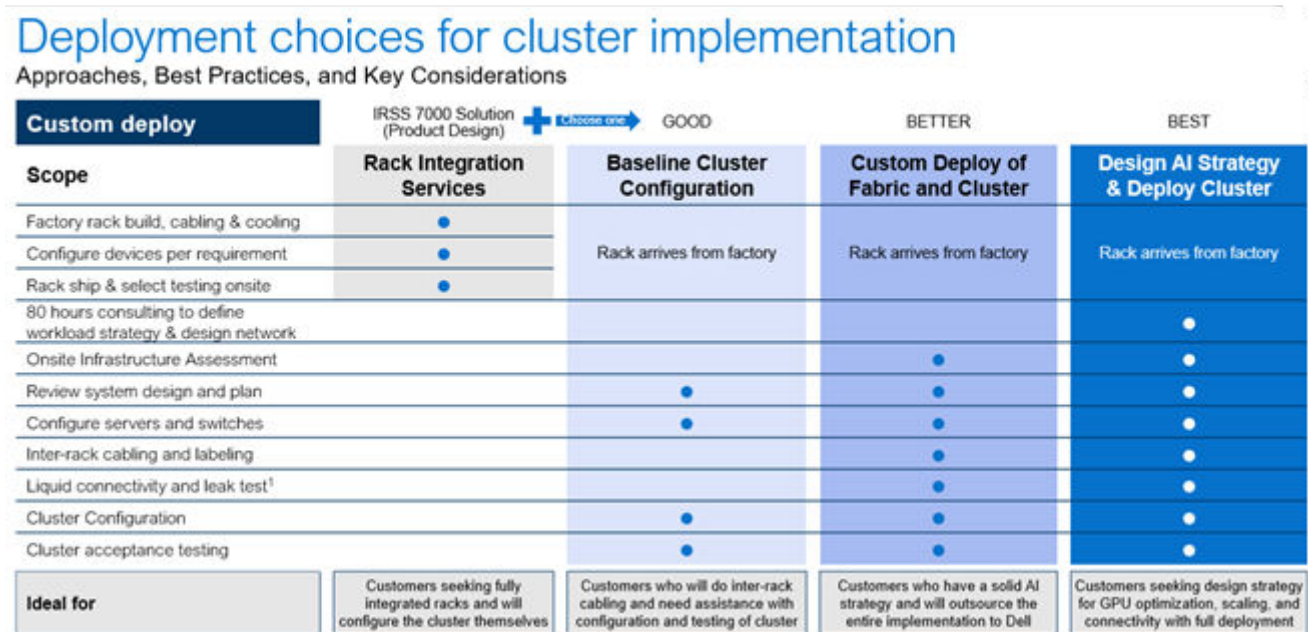 Deployment choices for cluster implementation
Approaches, Best Practices, and Key Considerations
Custom deploy
IRSS 7000 Solution
(Product Design)
Choose one
GOOD
BETTER
BEST
Scope
Rack Integration
Services
Baseline Cluster
Configuration
Custom Deploy of
Fabric and Cluster
Design AI Strategy
& Deploy Cluster
Factory rack build, cabling & cooling
Configure devices per requirement
Rack arrives from factory
Rack arrives from factory
Rack arrives from factory
Rack ship & select testing onsite
80 hours consulting to define
workload strategy & design network
Onsite Infrastructure Assessment
Review system design and plan
Configure servers and switches
Inter-rack cabling and labeling
Liquid connectivity and leak test¹
Cluster Configuration
Cluster acceptance testing
Ideal for
Customers seeking fully
integrated racks and will
configure the cluster themselves
Customers who will do inter-rack
cabling and need assistance with
configuration and testing of cluster
Customers who have a solid AI
strategy and will outsource the
entire implementation to Dell
Customers seeking design strategy
for GPU optimization, scaling, and
connectivity with full deployment